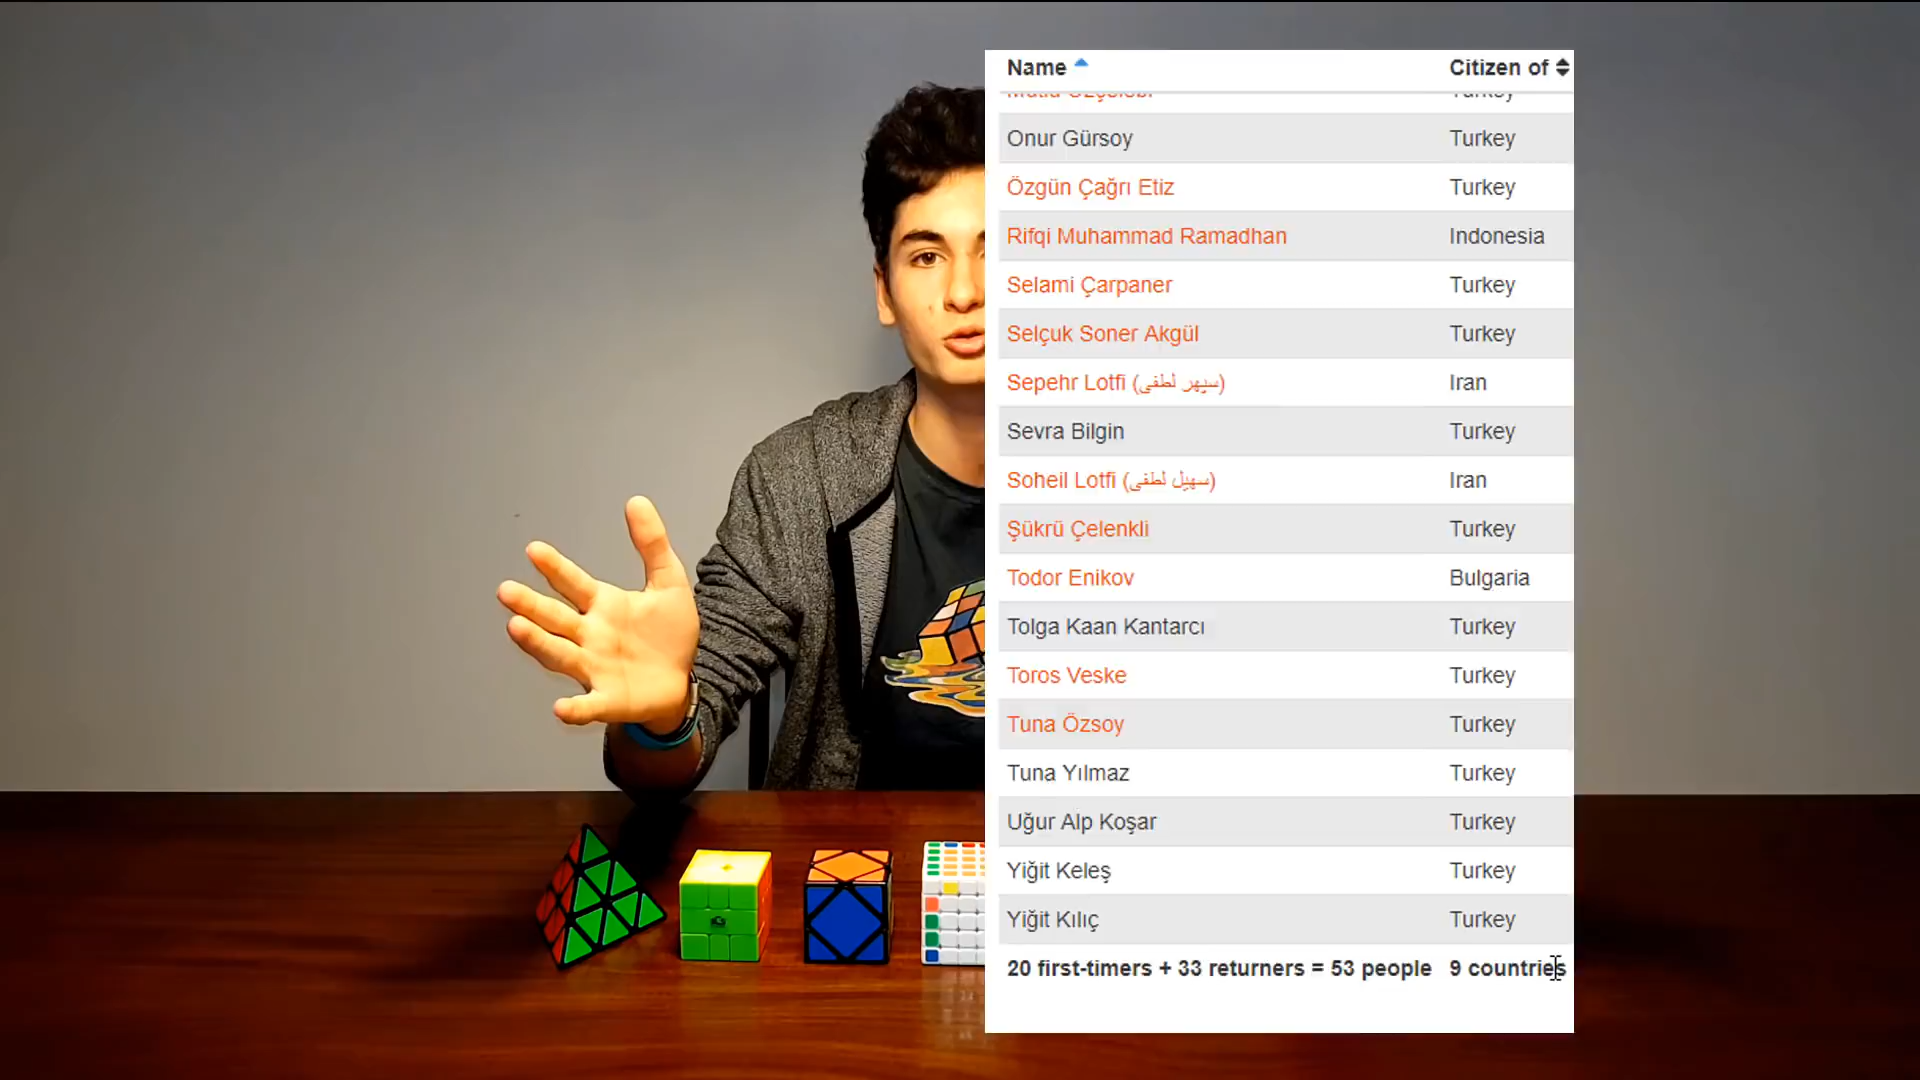 Name Citizen of
Onur Gürsoy Turkey
Özgün Çağrı Etiz Turkey
Rifqi Muhammad Ramadhan Indonesia
Selami Çarpaner Turkey
Selçuk Soner Akgül Turkey
Sepehr Lotfi (سپهر لطفی) Iran
Sevra Bilgin Turkey
Soheil Lotfi (سهیل لطفی) Iran
Şükrü Çelenkli Turkey
Todor Enikov Bulgaria
Tolga Kaan Kantarcı Turkey
Toros Veske Turkey
Tuna Özsoy Turkey
Tuna Yılmaz Turkey
Uğur Alp Koşar Turkey
Yiğit Keleş Turkey
Yiğit Kılıç Turkey
20 first-timers + 33 returners = 53 people 9 countries